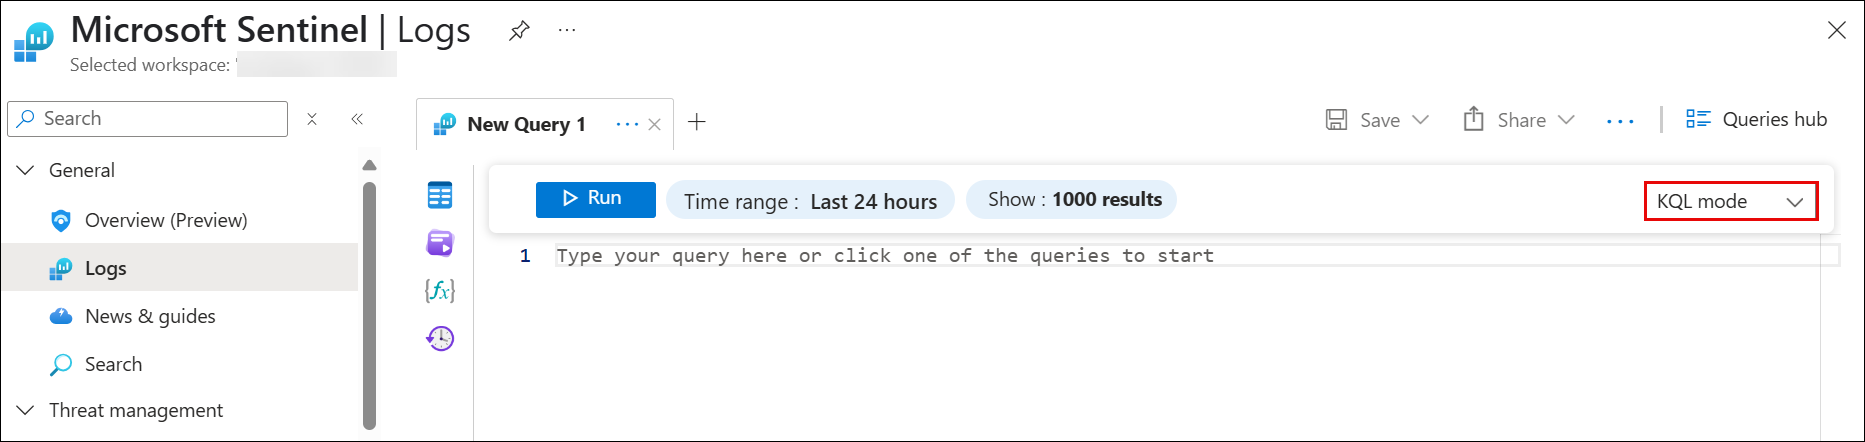 Microsoft Sentinel | Logs
Selected workspace:
Search
General
Overview (Preview)
Logs
News & guides
Search
Threat management
New Query 1
Save
Share
Queries hub
Run
Time range : Last 24 hours
Show : 1000 results
KQL mode
1
Type your query here or click one of the queries to start
{fx}